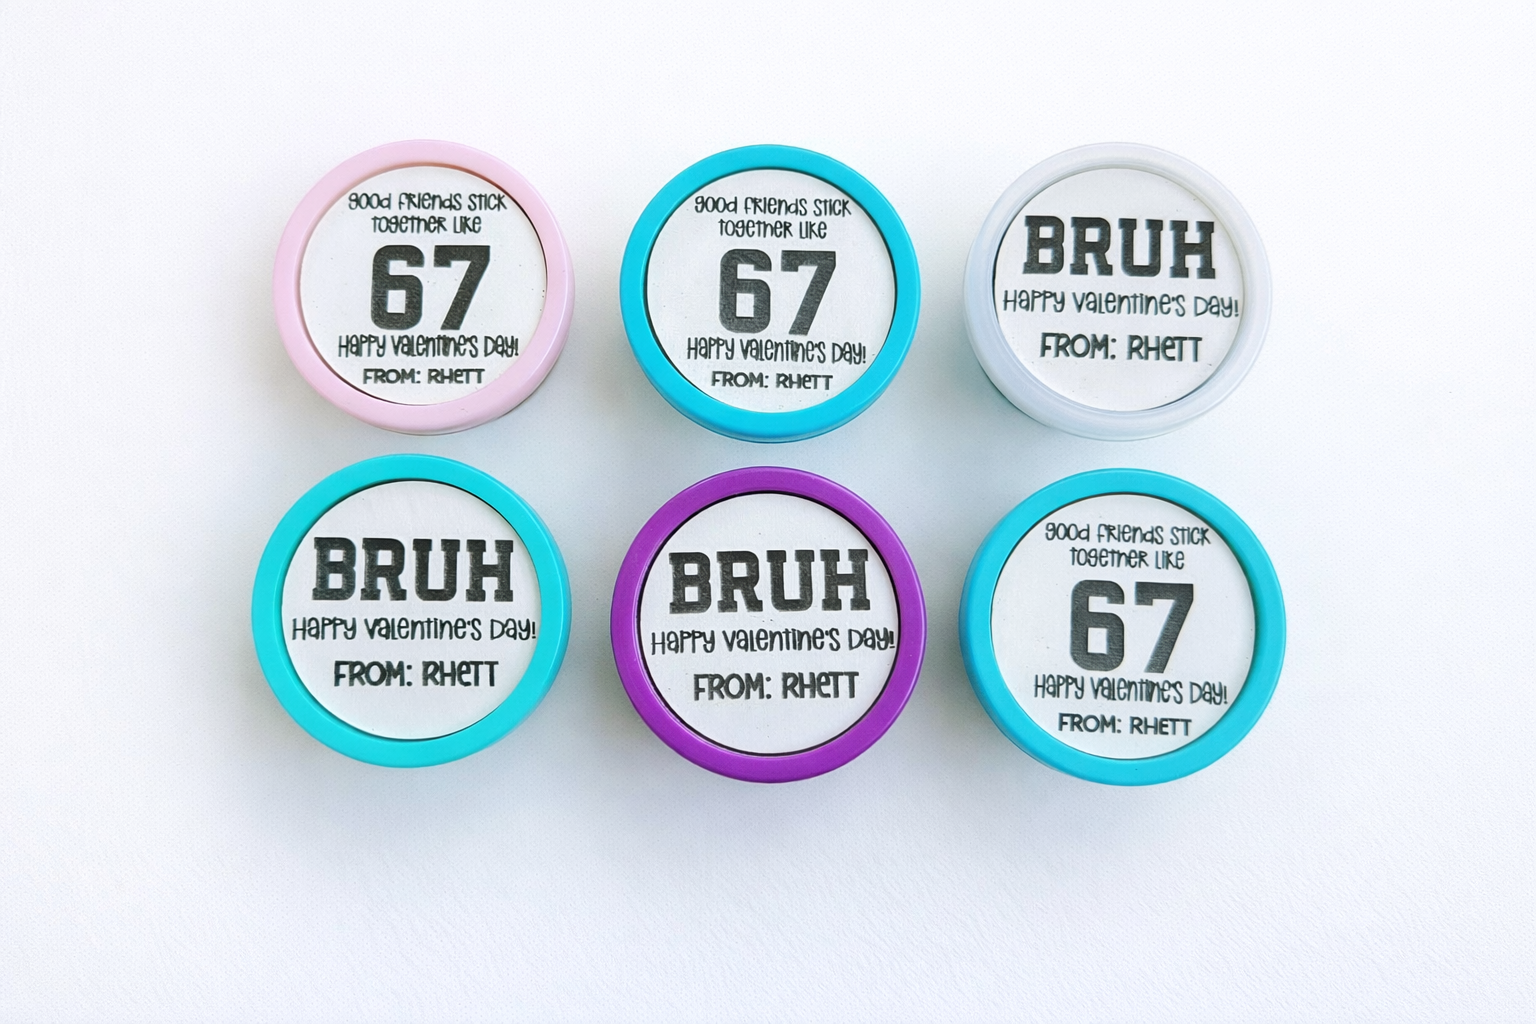 good friends stick
together like
67
Happy Valentine's Day!
FROM: RHETT
good friends stick
together like
67
Happy Valentine's Day!
FROM: RHETT
BRUH
Happy Valentine's Day!
FROM: RHETT
BRUH
Happy Valentine's Day!
FROM: RHETT
BRUH
Happy Valentine's Day!
FROM: RHETT
good friends stick
together like
67
Happy Valentine's Day!
FROM: RHETT